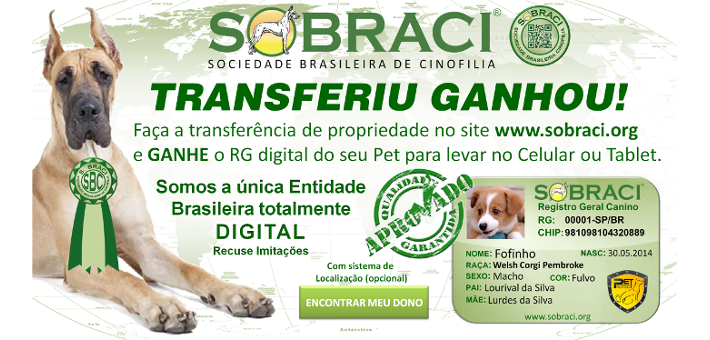 SOBRACI®
SOCIEDADE BRASILEIRA DE CINOFILIA
SOBRACI
TRANSFERIU GANHOU!
Faça a transferência de propriedade no site www.sobraci.org
e GANHE o RG digital do seu Pet para levar no Celular ou Tablet.
SOBRACI
SBC
Somos a única Entidade
Brasileira totalmente
DIGITAL
Recuse Imitações
QUALIDADE
APROVADO
GARANTIDA
Com sistema de
Localização (opcional)
ENCONTRAR MEU DONO
SOBRACI
Registro Geral Canino
RG: 00001-SP/BR
CHIP: 981098104320889
NOME: Fofinho NASC: 30.05.2014
RAÇA: Welsh Corgi Pembroke
SEXO: Macho COR: Fulvo
PAI: Lourival da Silva
MÃE: Lurdes da Silva
PET
www.sobraci.org